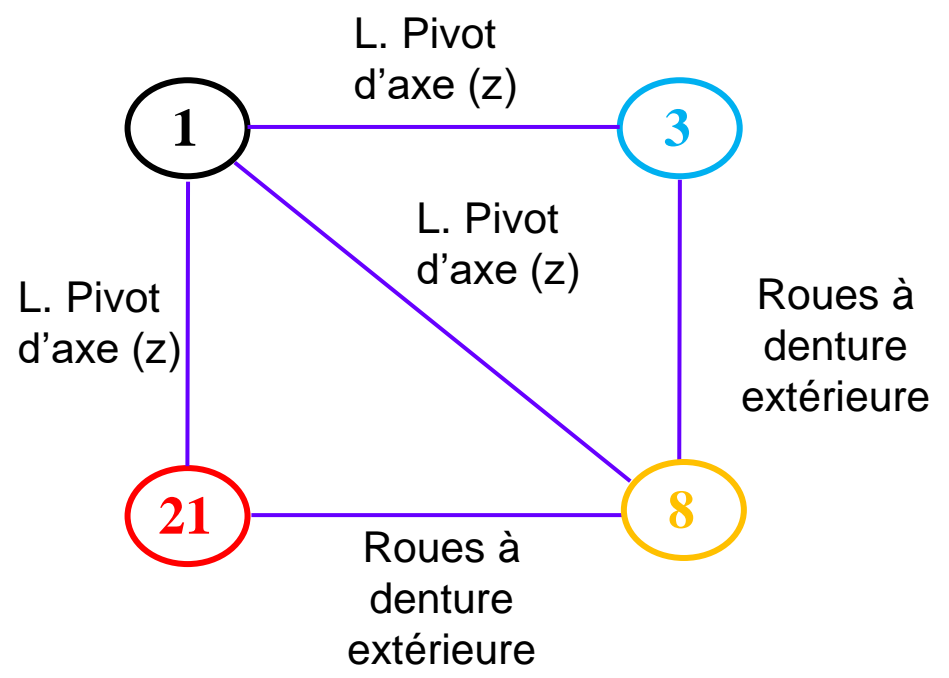 L. Pivot
d’axe (z)
1
3
L. Pivot
d’axe (z)
L. Pivot
d’axe (z)
Roues à
denture
extérieure
21
8
Roues à
denture
extérieure